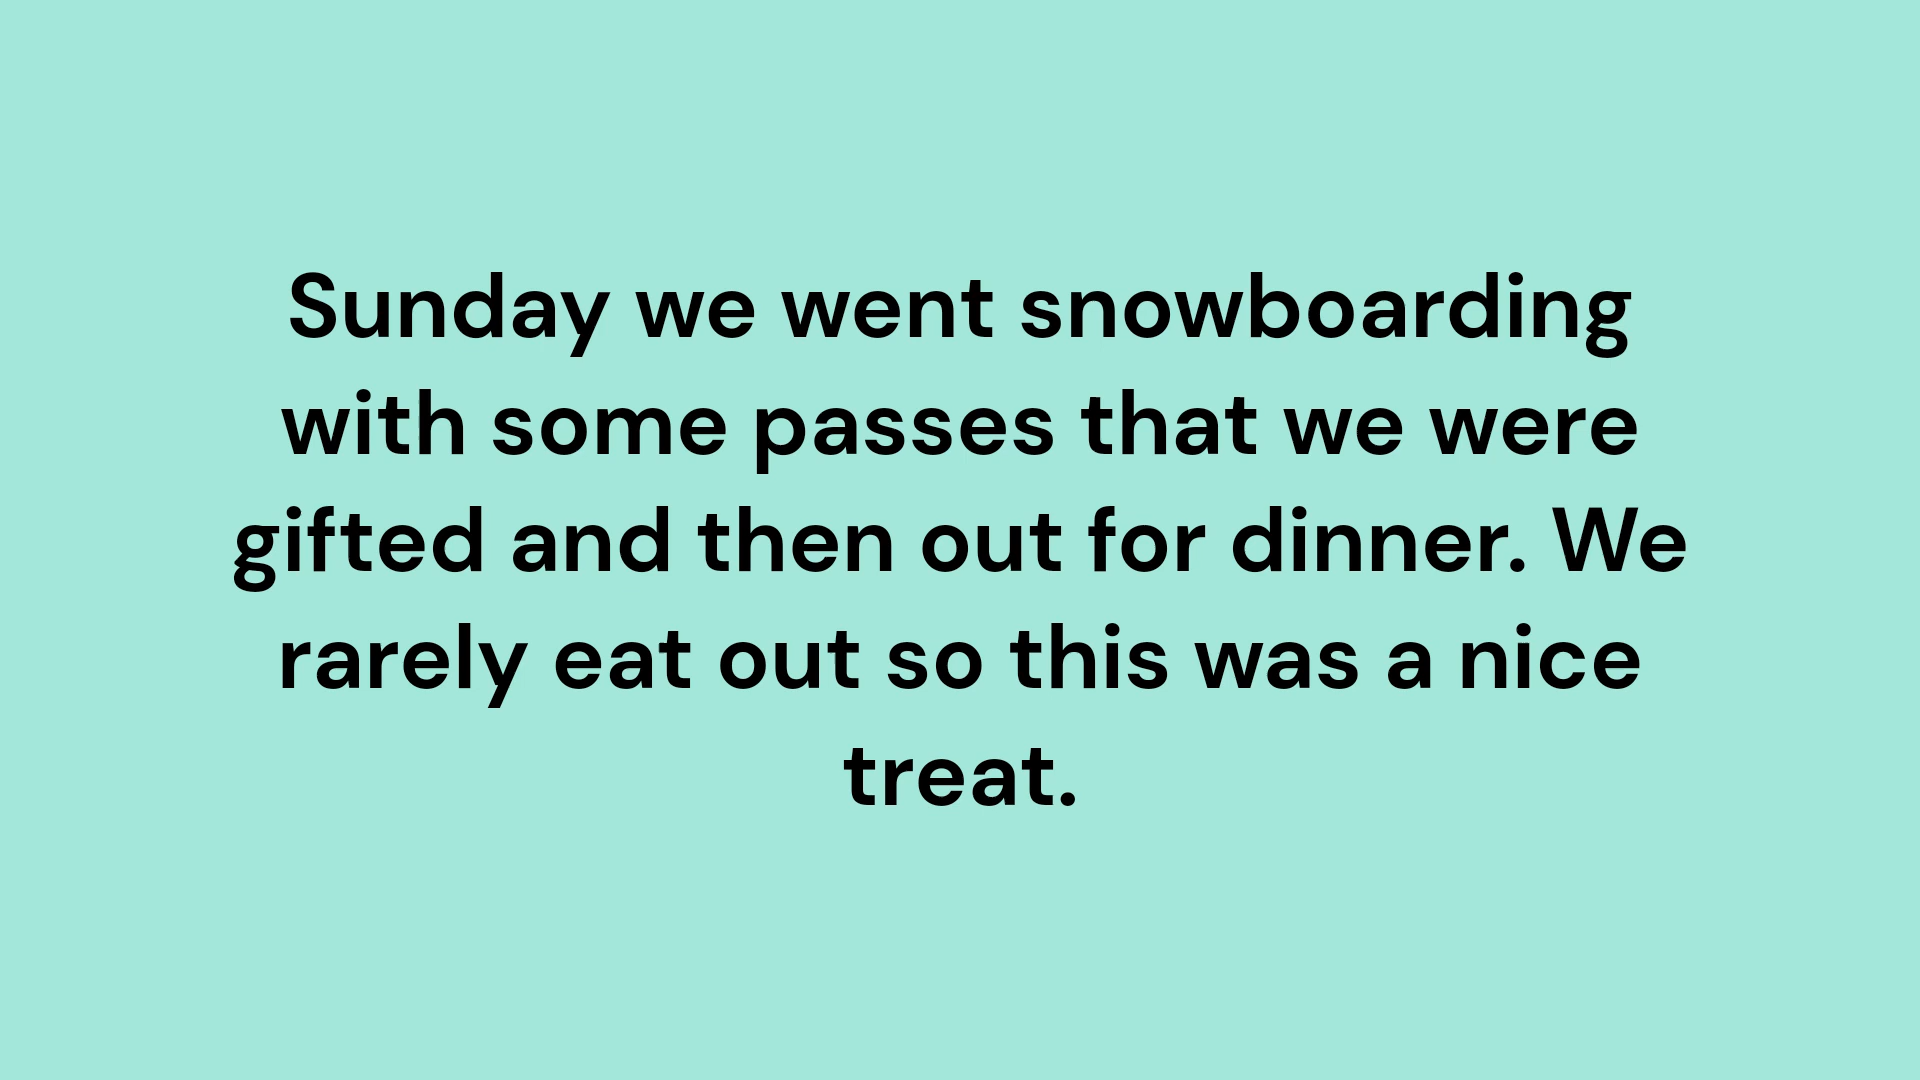 Sunday we went snowboarding
with some passes that we were
gifted and then out for dinner. We
rarely eat out so this was a nice
treat.